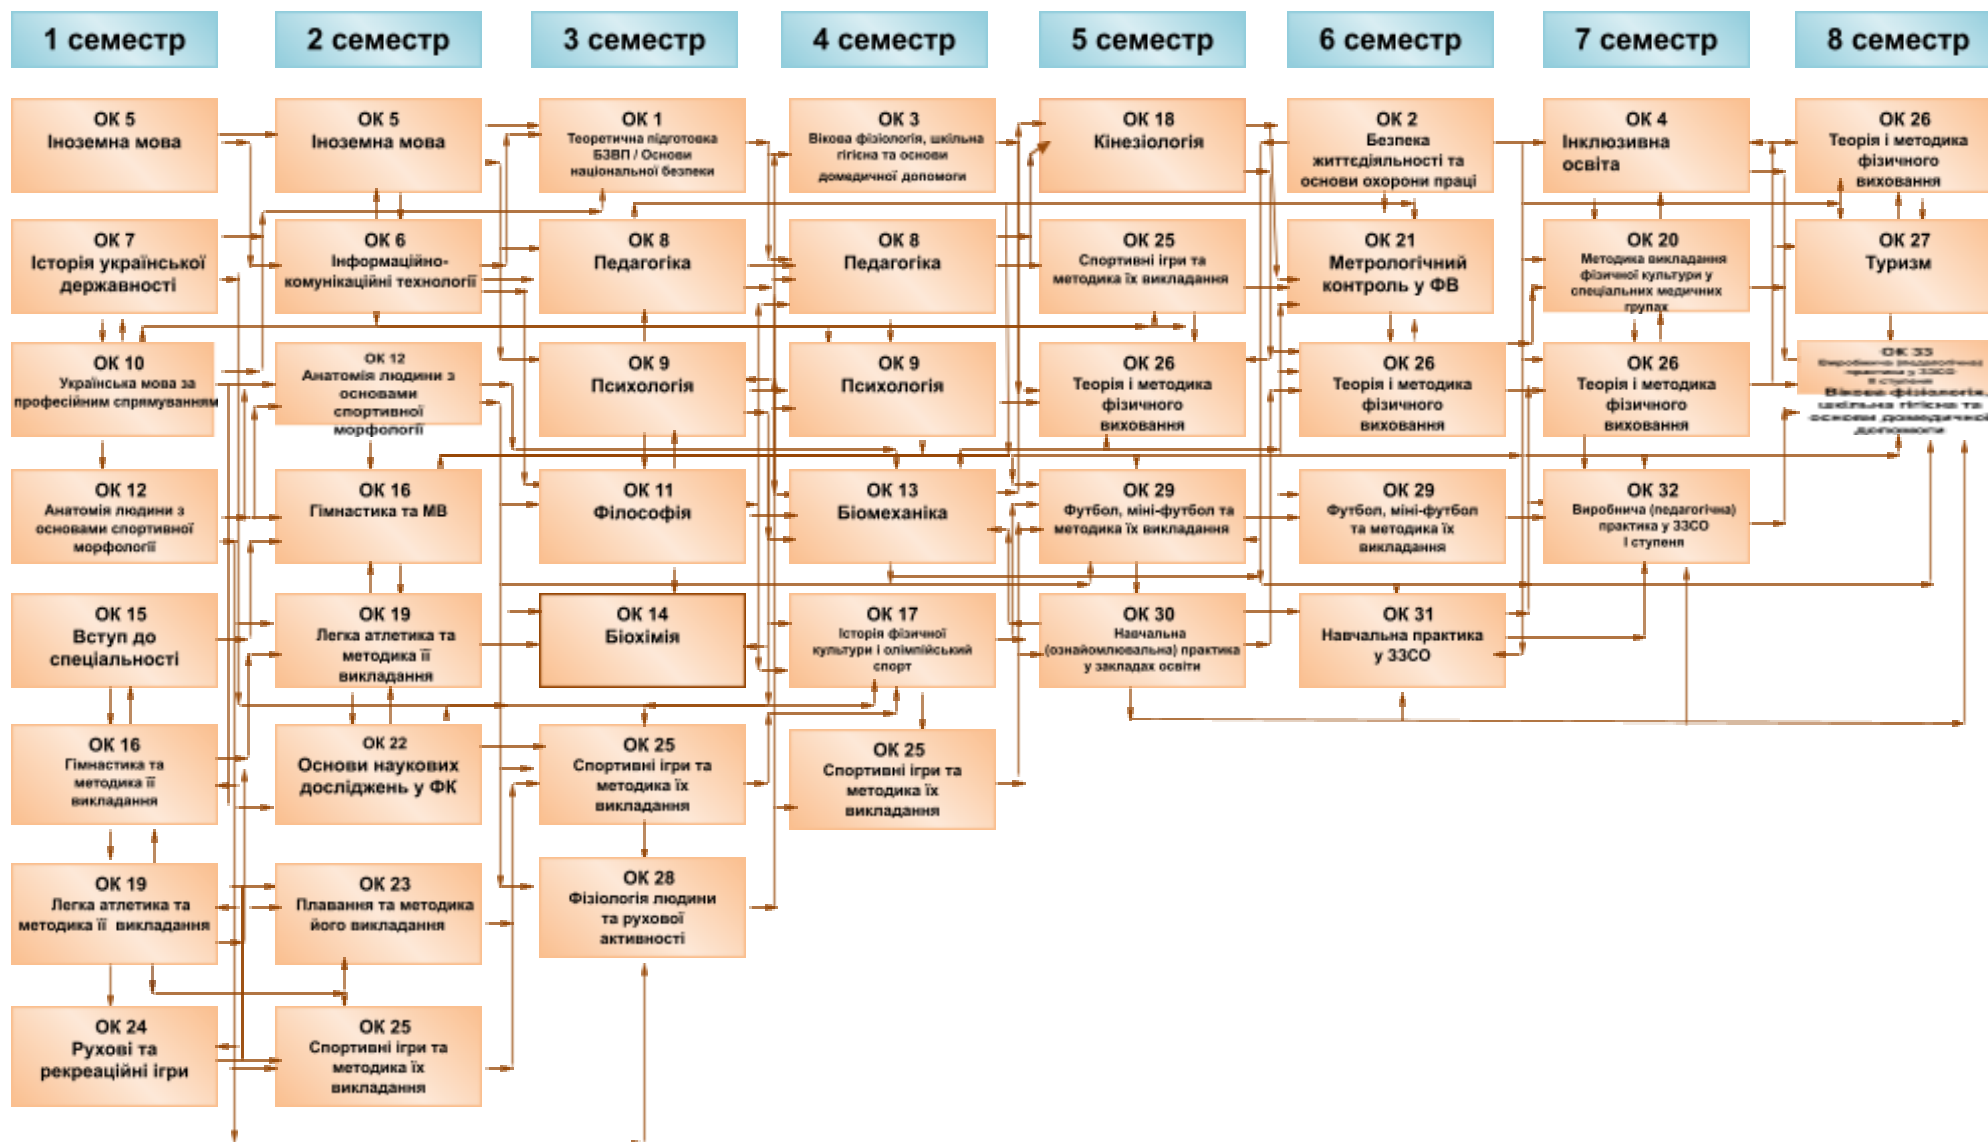 1 семестр
2 семестр
3 семестр
4 семестр
5 семестр
6 семестр
7 семестр
8 семестр
ОК 5
Іноземна мова
ОК 5
Іноземна мова
ОК 1
Теоретична підготовка
БЗВП / Основи
національної безпеки
ОК 3
Вікова фізіологія, шкільна
гігієна та основи
домедичної допомоги
ОК 18
Кінезіологія
ОК 2
Безпека
життєдіяльності та
основи охорони праці
ОК 4
Інклюзивна
освіта
ОК 26
Теорія і методика
фізичного
виховання
ОК 7
Історія української
державності
ОК 6
Інформаційно-
комунікаційні технології
ОК 8
Педагогіка
ОК 8
Педагогіка
ОК 25
Спортивні ігри та
методика їх викладання
ОК 21
Метрологічний
контроль у ФВ
ОК 20
Методика викладання
фізичної культури у
спеціальних медичних
групах
ОК 27
Туризм
ОК 10
Українська мова за
професійним спрямуванням
ОК 12
Анатомія людини з
основами
спортивної
морфології
ОК 9
Психологія
ОК 9
Психологія
ОК 26
Теорія і методика
фізичного
виховання
ОК 26
Теорія і методика
фізичного
виховання
ОК 26
Теорія і методика
фізичного
виховання
ОК 33
Виробнича (педагогічна)
практика у ЗЗСО
ІІ ступеня
Вікова фізіологія,
шкільна гігієна та
основи домедичної
допомоги
ОК 12
Анатомія людини з
основами спортивної
морфології
ОК 16
Гімнастика та МВ
ОК 11
Філософія
ОК 13
Біомеханіка
ОК 29
Футбол, міні-футбол та
методика їх викладання
ОК 29
Футбол, міні-футбол
та методика їх
викладання
ОК 32
Виробнича (педагогічна)
практика у ЗЗСО
І ступеня
ОК 15
Вступ до
спеціальності
ОК 19
Легка атлетика та
методика її
викладання
ОК 14
Біохімія
ОК 17
Історія фізичної
культури і олімпійський
спорт
ОК 30
Навчальна
(ознайомлювальна) практика
у закладах освіти
ОК 31
Навчальна практика
у ЗЗСО
ОК 16
Гімнастика та
методика її
викладання
ОК 22
Основи наукових
досліджень у ФК
ОК 25
Спортивні ігри та
методика їх
викладання
ОК 25
Спортивні ігри та
методика їх
викладання
ОК 19
Легка атлетика та
методика її викладання
ОК 23
Плавання та методика
його викладання
ОК 28
Фізіологія людини
та рухової
активності
ОК 24
Рухові та
рекреаційні ігри
ОК 25
Спортивні ігри та
методика їх
викладання